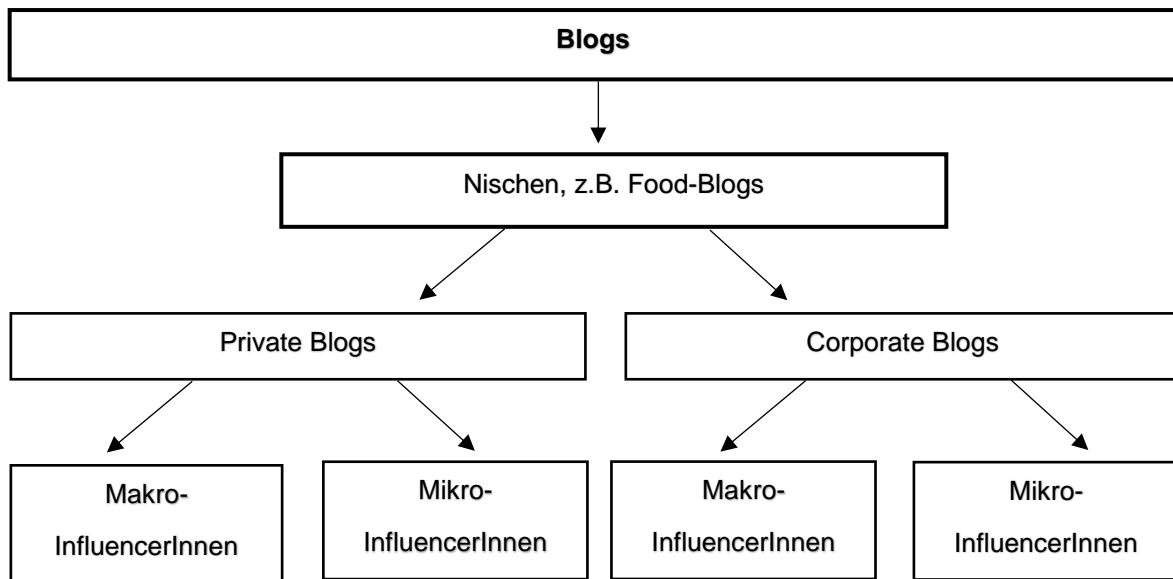 Blogs
Nischen, z.B. Food-Blogs
Private Blogs
Corporate Blogs
Makro-
InfluencerInnen
Mikro-
InfluencerInnen
Makro-
InfluencerInnen
Mikro-
InfluencerInnen